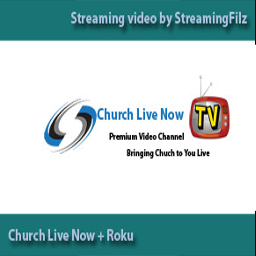 Streaming video by StreamingFilz
Church Live Now
TV
Premium Video Channel
Bringing Chuch to You Live
Church Live Now + Roku